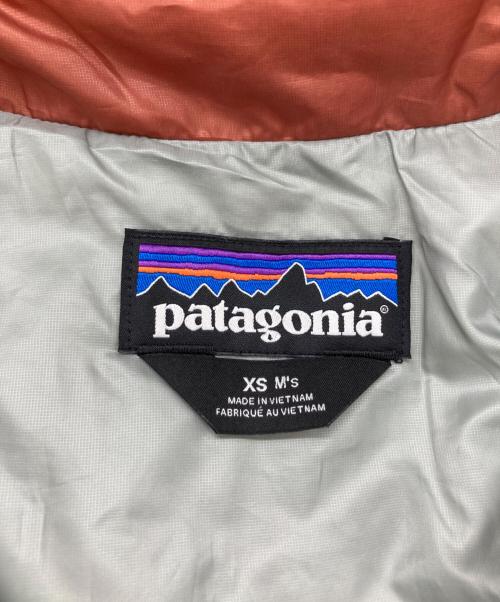 patagonia®
XS M's
MADE IN VIETNAM
FABRIQUÉ AU VIETNAM